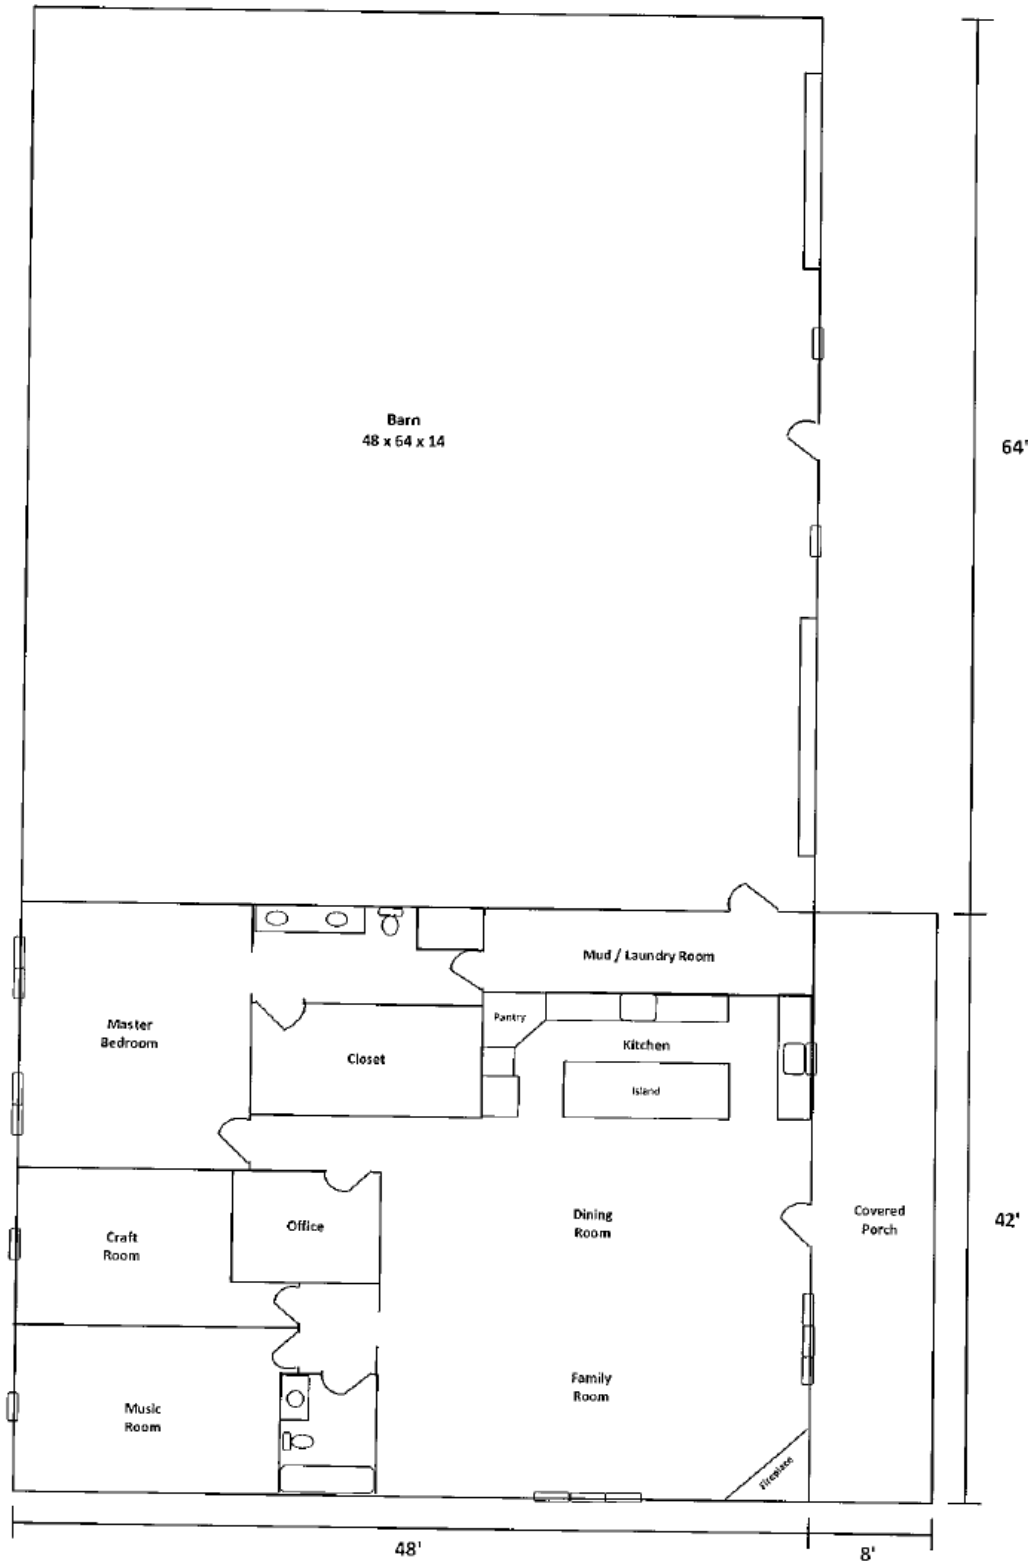 Barn
48 x 64 x 14
64'
Mud / Laundry Room
Pantry
Master
Bedroom
Kitchen
Closet
Island
Office
Dining
Room
Covered
Porch
42'
Craft
Room
Family
Room
Music
Room
Fireplace
48'
8'